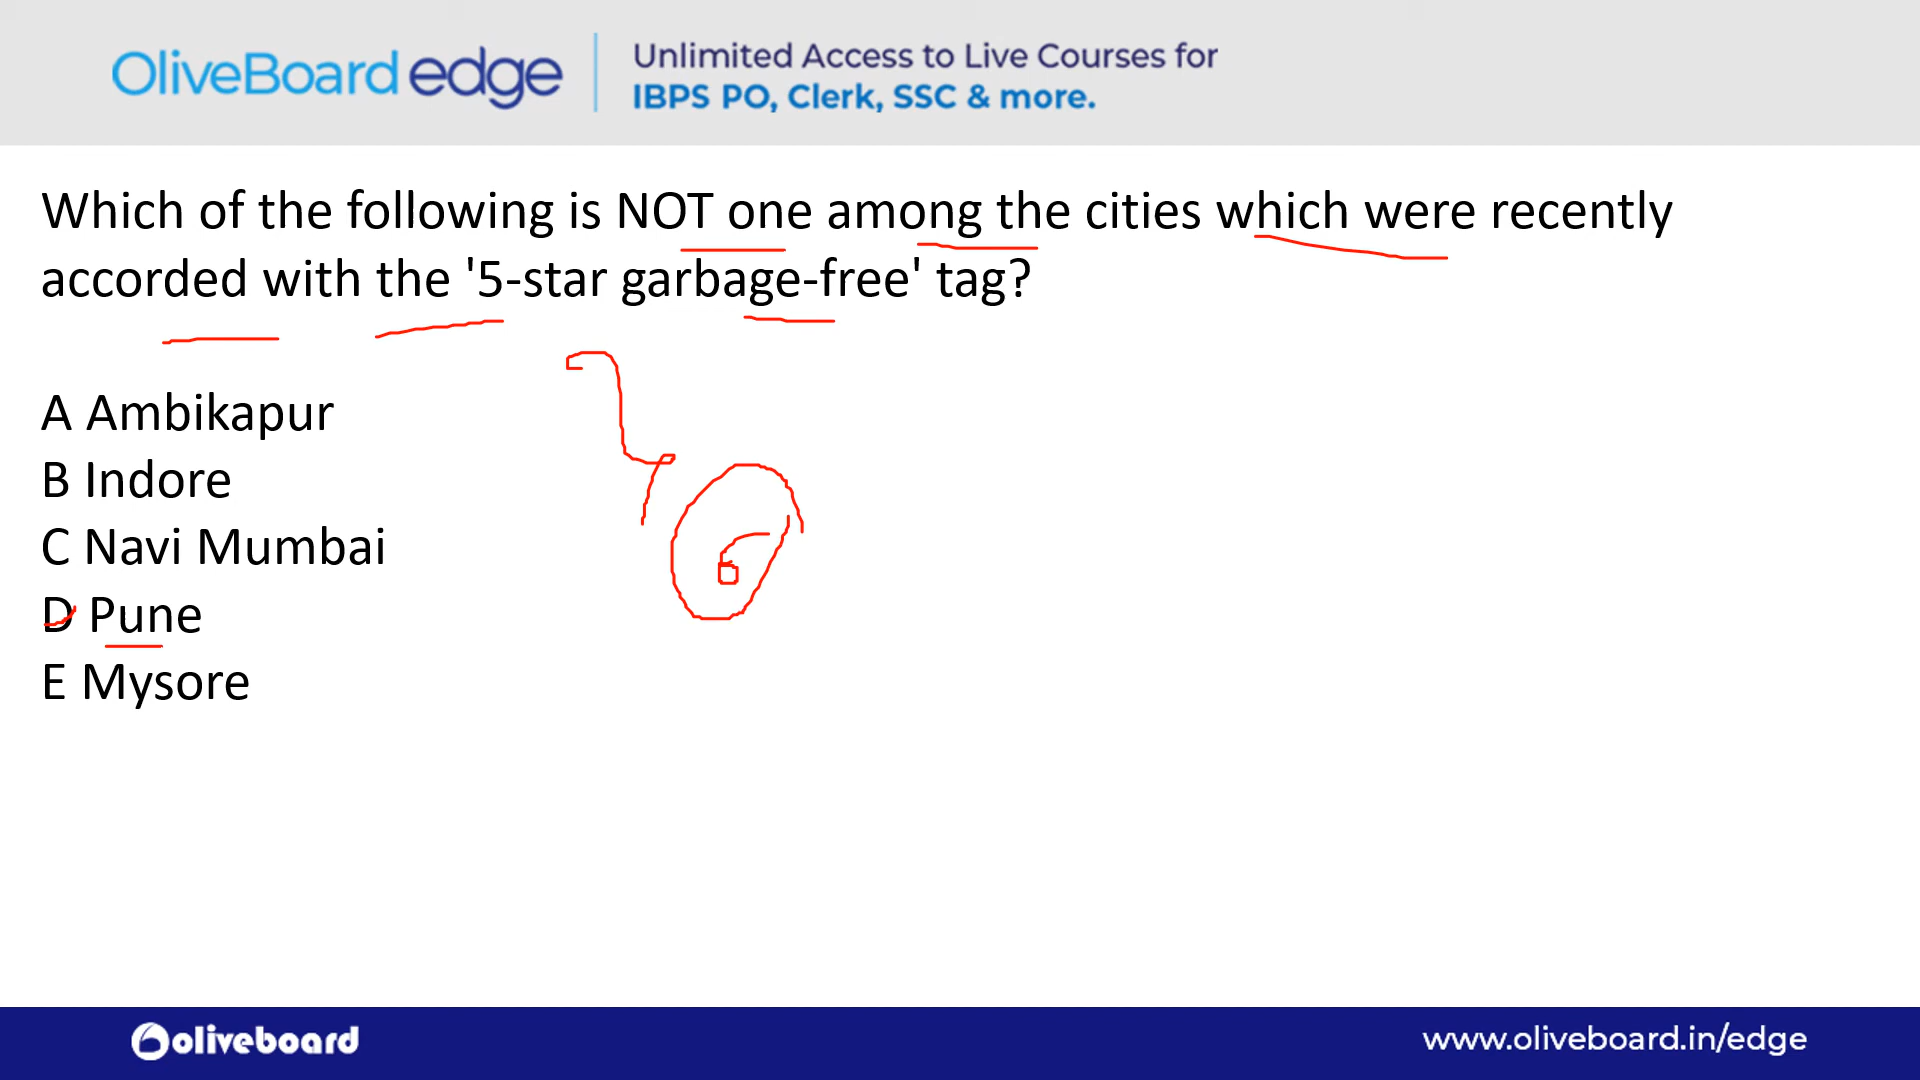 OliveBoard edge
Unlimited Access to Live Courses for
IBPS PO, Clerk, SSC & more.
Which of the following is NOT one among the cities which were recently
accorded with the '5-star garbage-free' tag?
A Ambikapur
B Indore
C Navi Mumbai
D Pune
E Mysore
6
oliveboard
www.oliveboard.in/edge